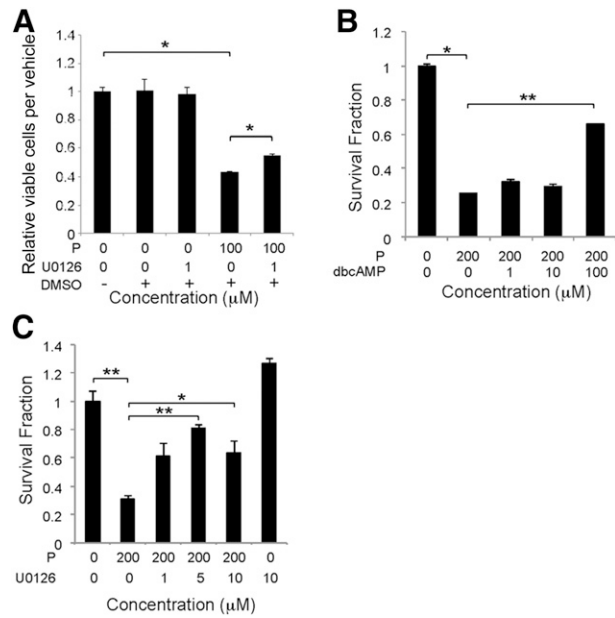 A
Relative viable cells per vehicle
1.4
1.2
1
0.8
0.6
0.4
0.2
0
*
*
P 0 0 0 100 100
U0126 0 0 1 0 1
DMSO - + + + +
Concentration (μM)
B
Survival Fraction
1.2
1
0.8
0.6
0.4
0.2
0
*
**
P 0 200 200 200 200
dbcAMP 0 0 1 10 100
Concentration (μM)
C
Survival Fraction
1.4
1.2
1
0.8
0.6
0.4
0.2
0
**
*
**
P 0 200 200 200 200 0
U0126 0 0 1 5 10 10
Concentration (μM)